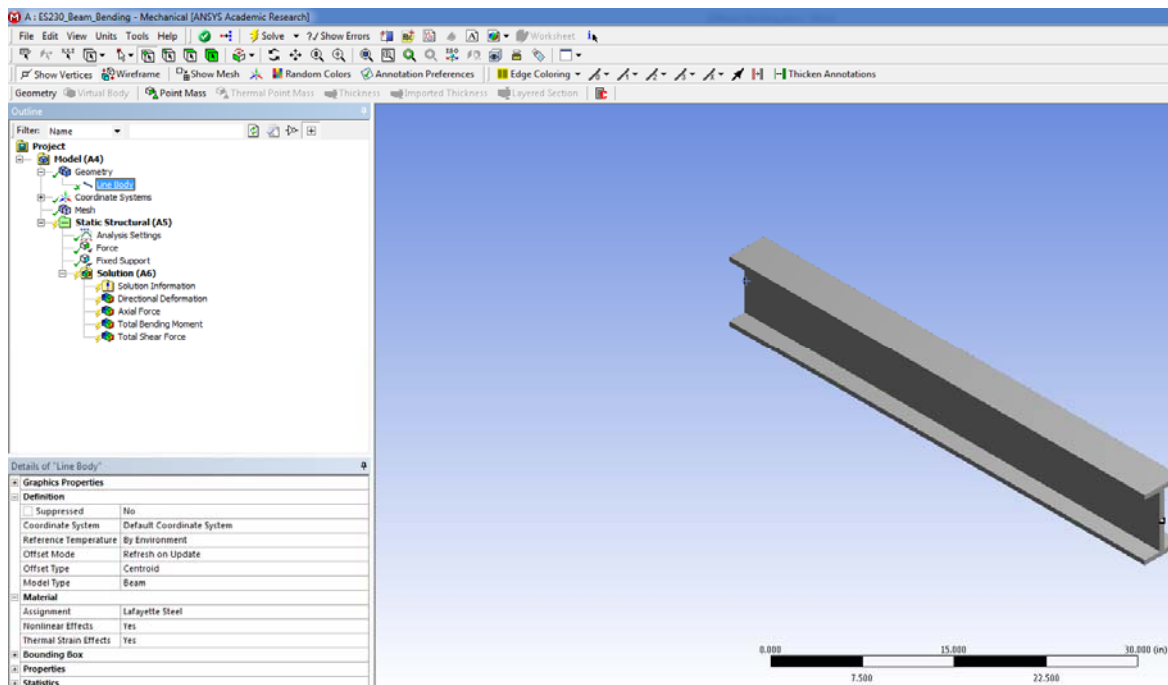 A : ES230_Beam_Bending - Mechanical [ANSYS Academic Research]
File Edit View Units Tools Help Solve ?/ Show Errors Worksheet
Show Vertices Wireframe Show Mesh Random Colors Annotation Preferences Edge Coloring Thicken Annotations
Geometry Virtual Body Point Mass Thermal Point Mass Thickness Imported Thickness Layered Section
Outline
Filter: Name
Project
Model (A4)
Geometry
Line Body
Coordinate Systems
Mesh
Static Structural (A5)
Analysis Settings
Force
Fixed Support
Solution (A6)
Solution Information
Directional Deformation
Axial Force
Total Bending Moment
Total Shear Force
Details of "Line Body"
Graphics Properties
Definition
Suppressed No
Coordinate System Default Coordinate System
Reference Temperature By Environment
Offset Mode Refresh on Update
Offset Type Centroid
Model Type Beam
Material
Assignment Lafayette Steel
Nonlinear Effects Yes
Thermal Strain Effects Yes
Bounding Box
Properties
Statistics
0.000 15.000 30.000 (in)
7.500 22.500